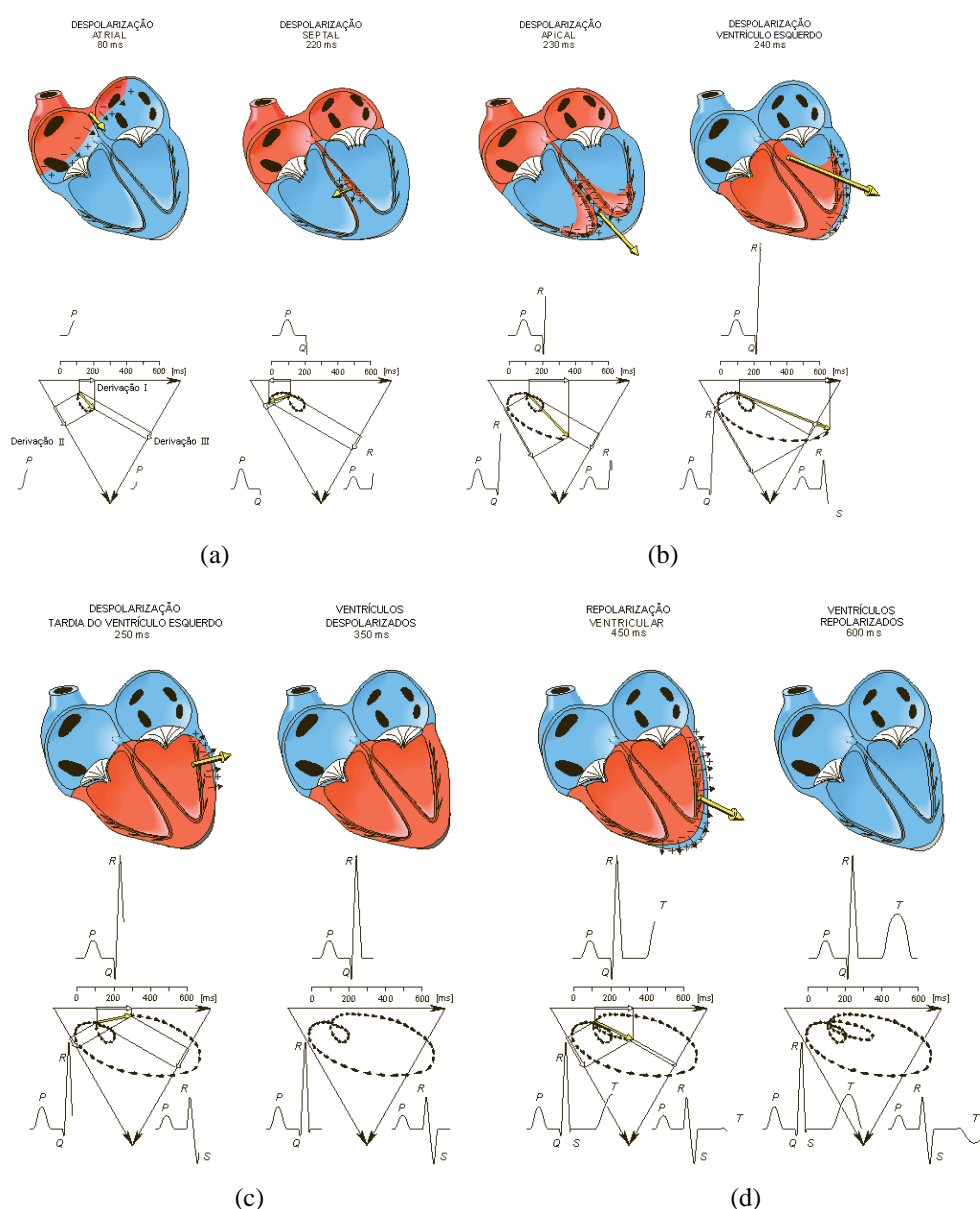 DESPOLARIZAÇÃO
ATRIAL
80 ms
DESPOLARIZAÇÃO
SEPTAL
220 ms
DESPOLARIZAÇÃO
APICAL
230 ms
DESPOLARIZAÇÃO
VENTRÍCULO ESQUERDO
240 ms
P
P
Q
R
P
Q
R
P
Q
0 200 400 600 [ms]
Derivação I
Derivação II
Derivação III
P
P
0 200 400 600 [ms]
P
Q
P
R
0 200 400 600 [ms]
R
P
Q
P
R
0 200 400 600 [ms]
R
P
Q
P
R
S
(a)
(b)
DESPOLARIZAÇÃO
TARDIA DO VENTRÍCULO ESQUERDO
250 ms
VENTRÍCULOS
DESPOLARIZADOS
350 ms
REPOLARIZAÇÃO
VENTRICULAR
450 ms
VENTRÍCULOS
REPOLARIZADOS
600 ms
R
P
Q
R
P
Q
R
T
P
Q
R
T
P
Q
0 200 400 600 [ms]
R
P
Q
P
R
S
0 200 400 600 [ms]
R
P
Q
P
R
S
0 200 400 600 [ms]
R
P
Q
S
T
P
R
S
T
0 200 400 600 [ms]
R
P
Q
S
T
P
R
S
T
(c)
(d)